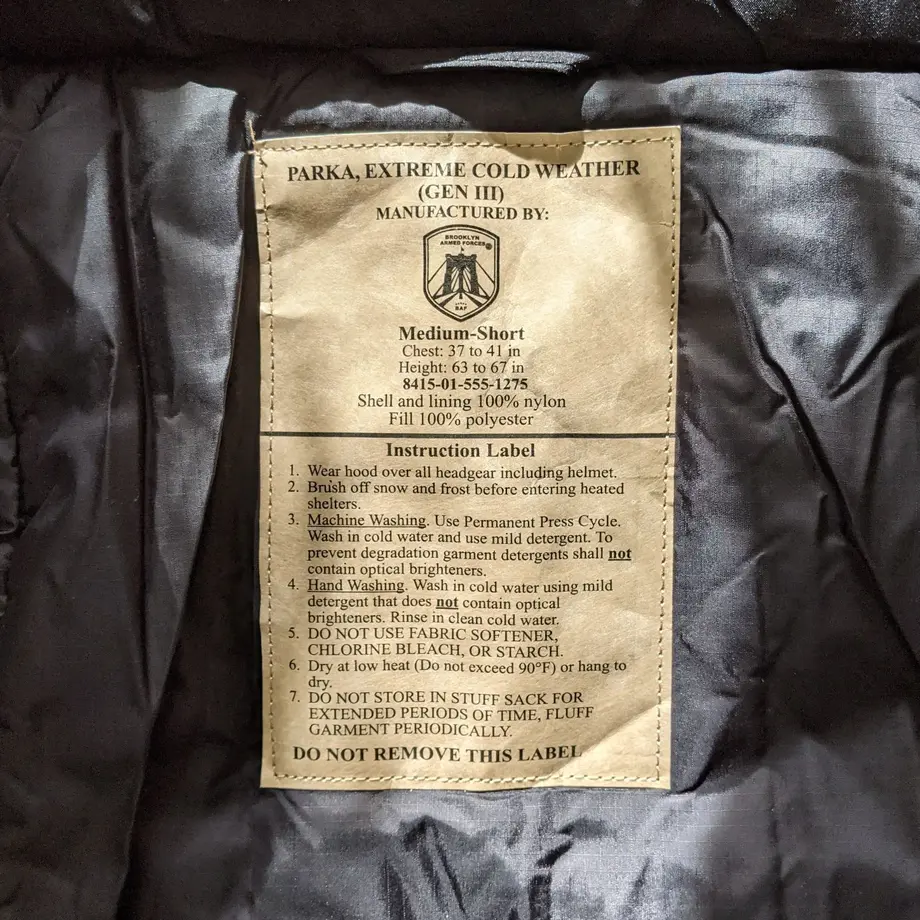 PARKA, EXTREME COLD WEATHER
(GEN III)
MANUFACTURED BY:
BROOKLYN
ARMED FORCES®
BAF
Medium-Short
Chest: 37 to 41 in
Height: 63 to 67 in
8415-01-555-1275
Shell and lining 100% nylon
Fill 100% polyester
Instruction Label
1. Wear hood over all headgear including helmet.
2. Brush off snow and frost before entering heated
shelters.
3. Machine Washing. Use Permanent Press Cycle.
Wash in cold water and use mild detergent. To
prevent degradation garment detergents shall not
contain optical brighteners.
4. Hand Washing. Wash in cold water using mild
detergent that does not contain optical
brighteners. Rinse in clean cold water.
5. DO NOT USE FABRIC SOFTENER,
CHLORINE BLEACH, OR STARCH.
6. Dry at low heat (Do not exceed 90°F) or hang to
dry.
7. DO NOT STORE IN STUFF SACK FOR
EXTENDED PERIODS OF TIME, FLUFF
GARMENT PERIODICALLY.
DO NOT REMOVE THIS LABEL